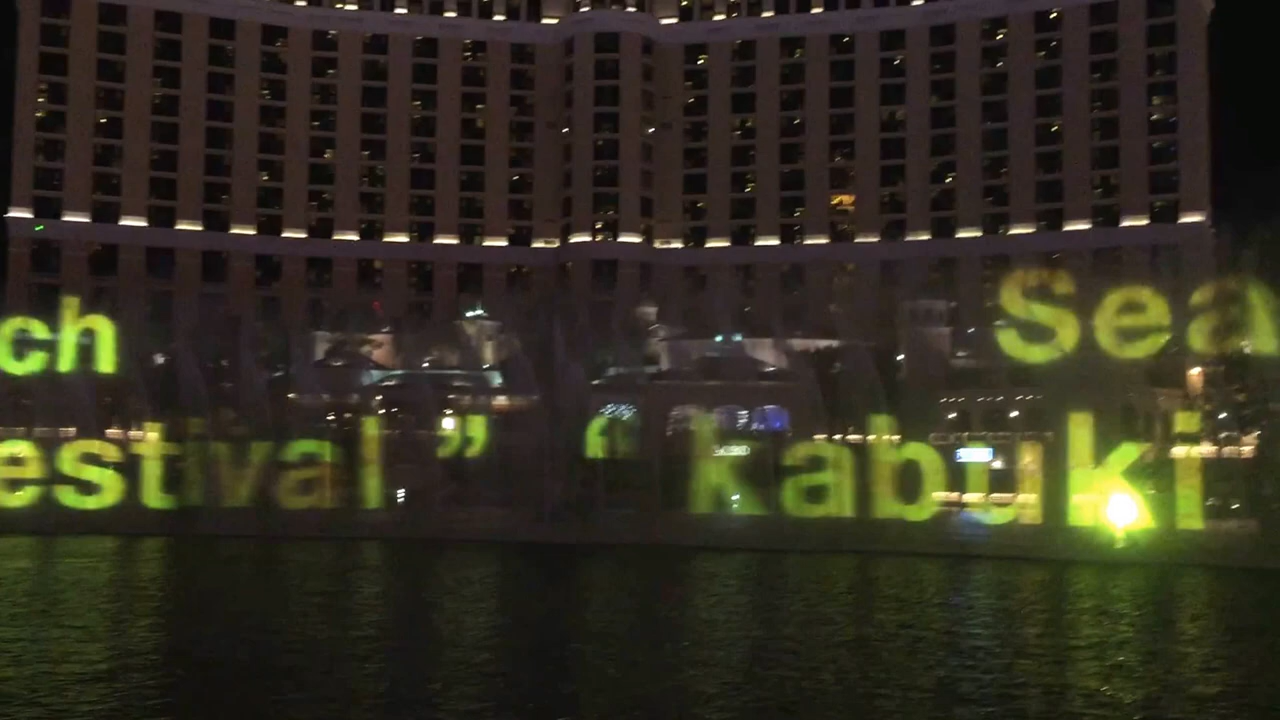 ch Sea
estival ” “ kabuki